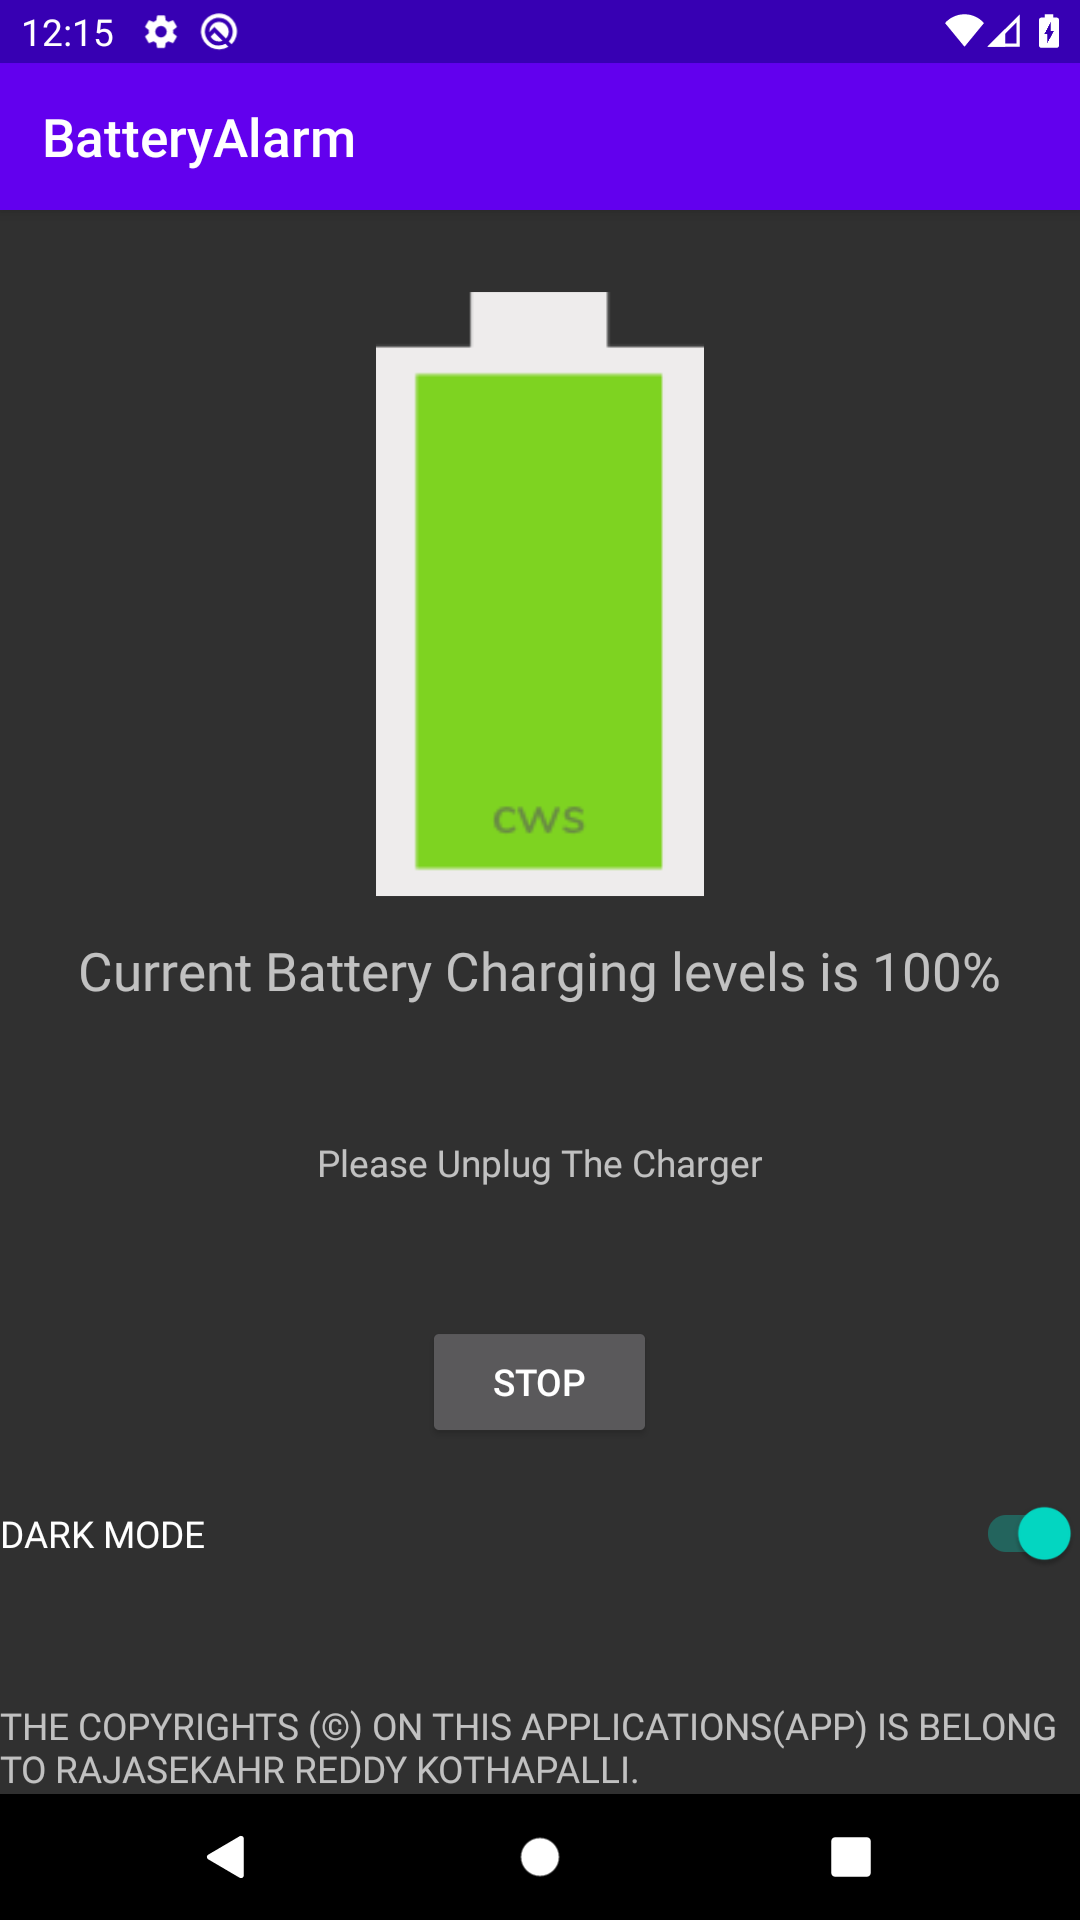 12:15
BatteryAlarm
CWS
Current Battery Charging levels is 100%
Please Unplug The Charger
STOP
DARK MODE
THE COPYRIGHTS (©) ON THIS APPLICATIONS(APP) IS BELONG
TO RAJASEKAHR REDDY KOTHAPALLI.